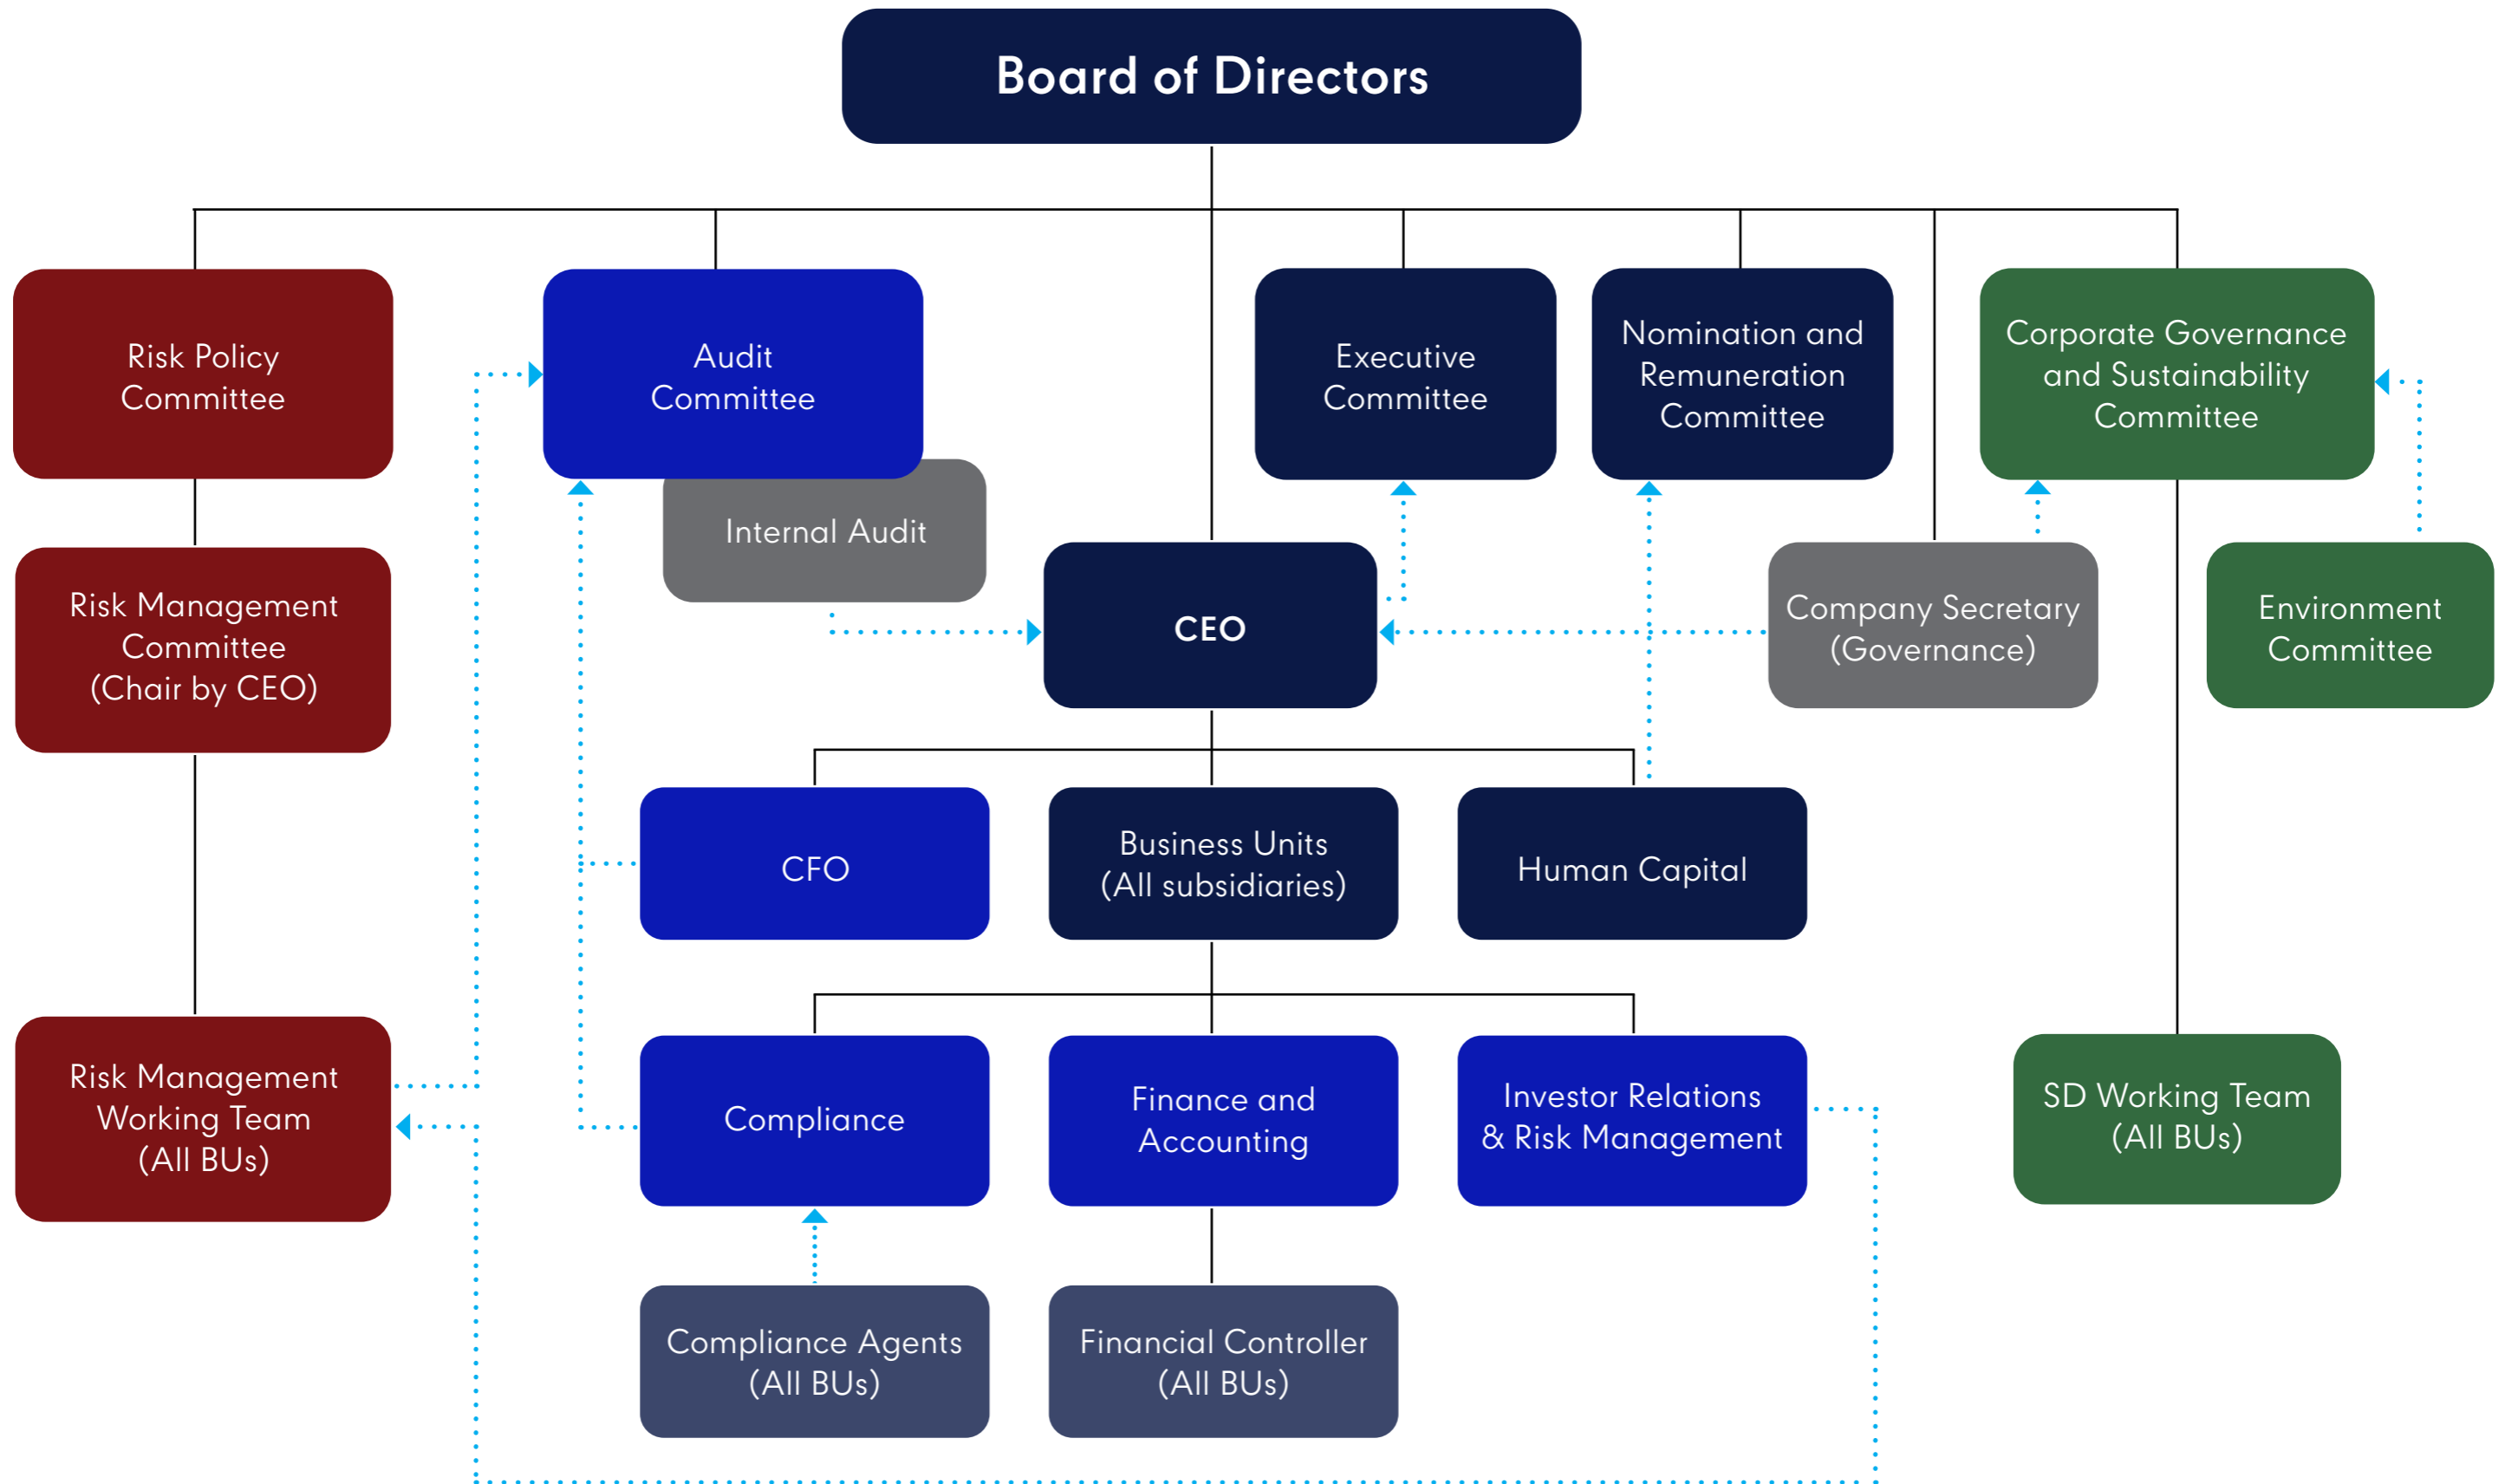 Board of Directors
Risk Policy
Committee
Audit
Committee
Executive
Committee
Nomination and
Remuneration
Committee
Corporate Governance
and Sustainability
Committee
Internal Audit
Risk Management
Committee
(Chair by CEO)
CEO
Company Secretary
(Governance)
Environment
Committee
CFO
Business Units
(All subsidiaries)
Human Capital
Risk Management
Working Team
(All BUs)
Compliance
Finance and
Accounting
Investor Relations
& Risk Management
SD Working Team
(All BUs)
Compliance Agents
(All BUs)
Financial Controller
(All BUs)